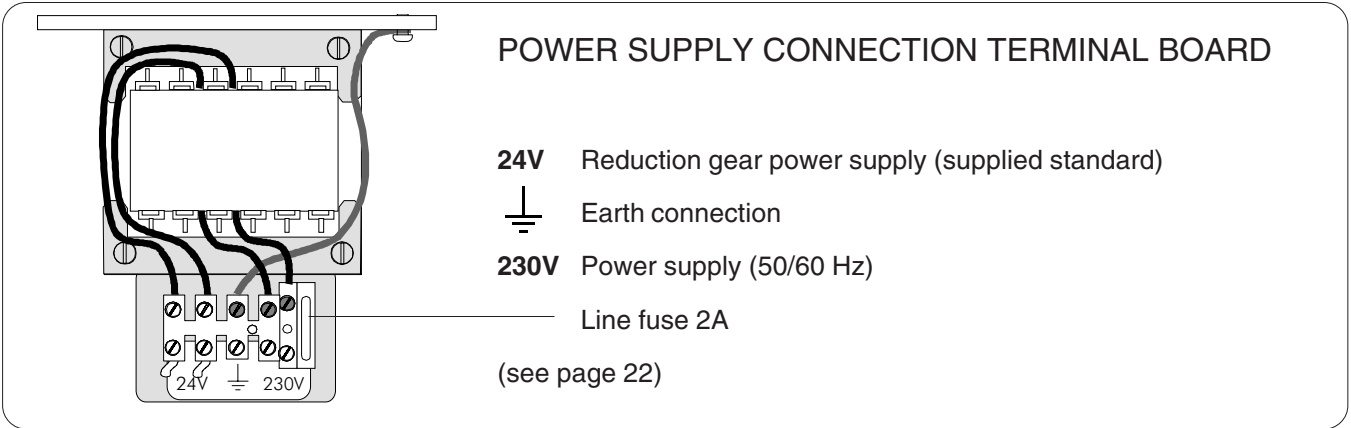 POWER SUPPLY CONNECTION TERMINAL BOARD
24V Reduction gear power supply (supplied standard)
Earth connection
230V Power supply (50/60 Hz)
Line fuse 2A
(see page 22)
24V 230V